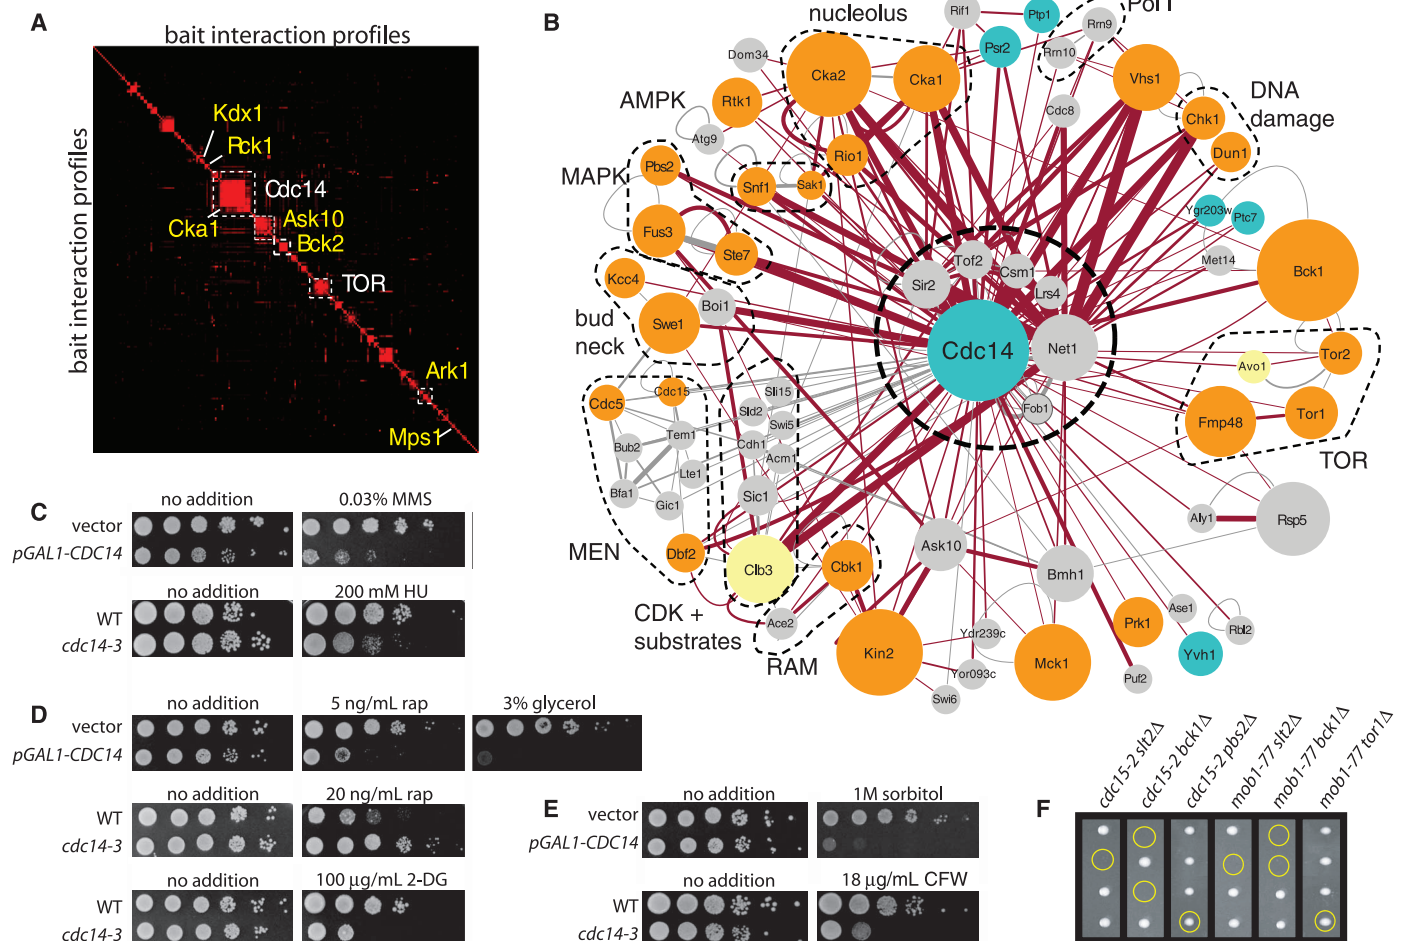 A
bait interaction profiles
bait interaction profiles
Kdx1
Rck1
Cdc14
Cka1
Ask10
Bck2
TOR
Ark1
Mps1
B
nucleolus
Pol I
Rif1
Ptp1
Rrn9
Psr2
Rrn10
Dom34
Cka2
Cka1
Vhs1
DNA
damage
AMPK
Rtk1
Cdc8
Chk1
Atg9
Rio1
Dun1
MAPK
Pbs2
Snf1
Sak1
Ygr203w
Ptc7
Fus3
Ste7
Tof2
Csm1
Met14
Bck1
Kcc4
Sir2
Lrs4
Boi1
bud
neck
Swe1
Cdc14
Net1
Tor2
Avo1
Cdc5
Cdc15
Sli15
Sld2
Fob1
Fmp48
Tor1
Swi5
Tem1
Bub2
Cdh1
Acm1
TOR
Lte1
Bfa1
Gic1
Sic1
Aly1
Rsp5
MEN
Dbf2
Clb3
Cbk1
Ask10
Bmh1
CDK +
substrates
Ace2
RAM
Ydr239c
Prk1
Ase1
Rbl2
Kin2
Yor093c
Mck1
Yvh1
Puf2
Swi6
C
no addition
0.03% MMS
vector
pGAL1-CDC14
no addition
200 mM HU
WT
cdc14-3
D
no addition
5 ng/mL rap
3% glycerol
vector
pGAL1-CDC14
no addition
20 ng/mL rap
WT
cdc14-3
no addition
100 µg/mL 2-DG
WT
cdc14-3
E
no addition
1M sorbitol
vector
pGAL1-CDC14
no addition
18 µg/mL CFW
WT
cdc14-3
F
cdc15-2 slt2Δ
cdc15-2 bck1Δ
cdc15-2 pbs2Δ
mob1-77 slt2Δ
mob1-77 bck1Δ
mob1-77 tor1Δ